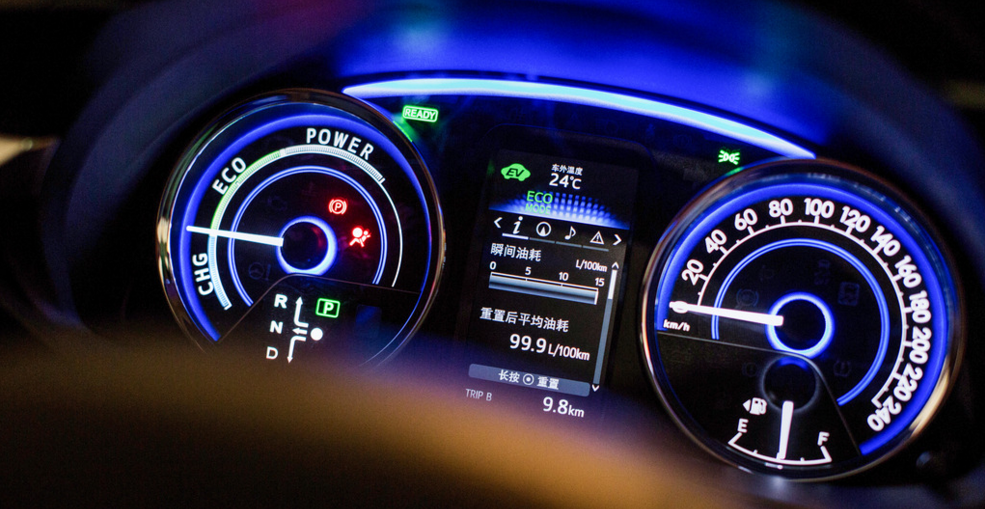 READY
POWER
ECO
CHG
R
N
D
P
EV
车外温度
24℃
ECO
MODE
瞬间油耗
L/100km
0 5 10 15
重置后平均油耗
99.9 L/100km
长按 重置
TRIP B
9.8km
0 20 40 60 80 100 120 140 160 180 200 220 240
km/h
E F